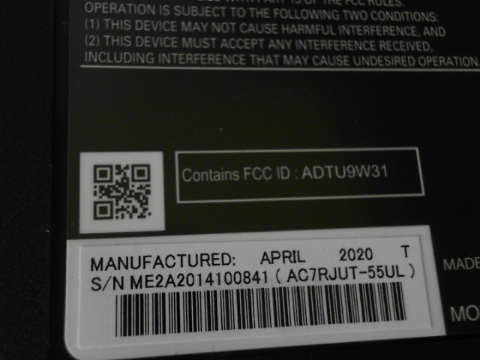 OPERATION IS SUBJECT TO THE FOLLOWING TWO CONDITIONS:
(1) THIS DEVICE MAY NOT CAUSE HARMFUL INTERFERENCE, AND
(2) THIS DEVICE MUST ACCEPT ANY INTERFERENCE RECEIVED,
INCLUDING INTERFERENCE THAT MAY CAUSE UNDESIRED OPERATION.
Contains FCC ID : ADTU9W31
MANUFACTURED: APRIL 2020 T
S/N ME2A2014100841 ( AC7RJUT-55UL )
MADE
MO